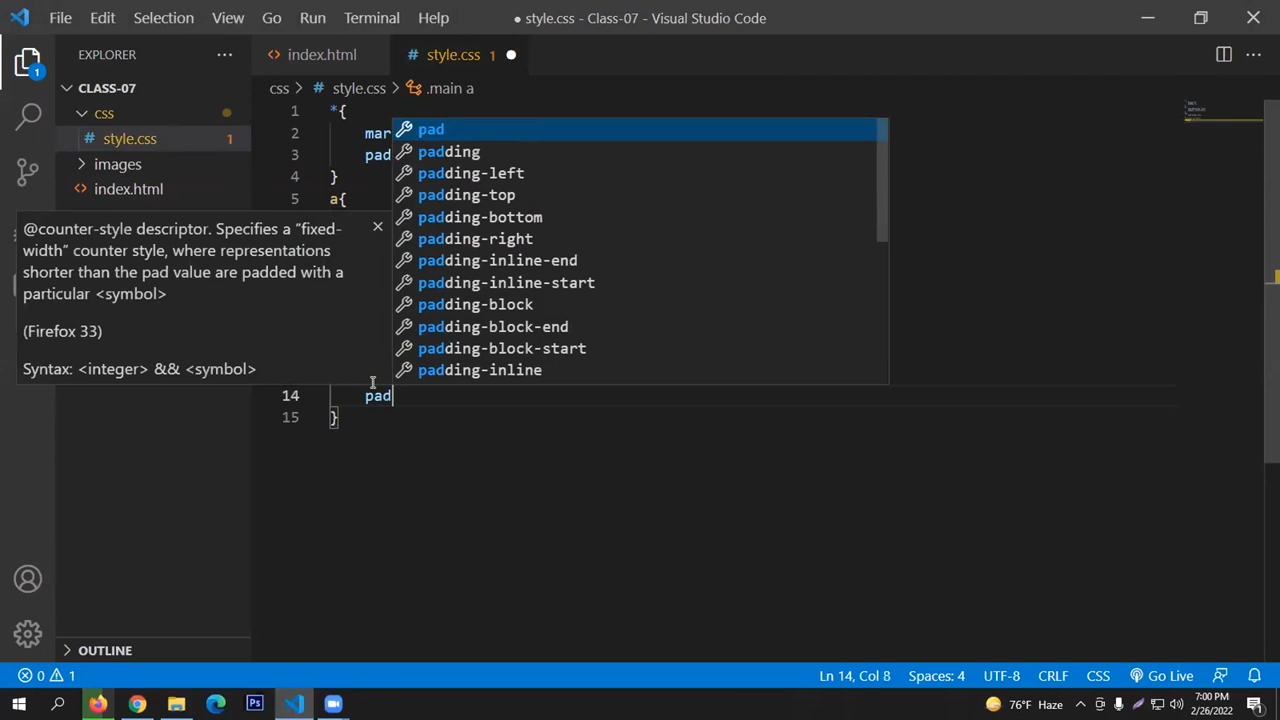 File Edit Selection View Go Run Terminal Help
● style.css - Class-07 - Visual Studio Code
EXPLORER
index.html
# style.css 1
CLASS-07
css > # style.css > .main a
css
# style.css 1
images
<> index.html
1 *{
2 mar
3 pad
4 }
5 a{
pad
padding
padding-left
padding-top
padding-bottom
padding-right
padding-inline-end
padding-inline-start
padding-block
padding-block-end
padding-block-start
padding-inline
@counter-style descriptor. Specifies a “fixed-
width” counter style, where representations
shorter than the pad value are padded with a
particular <symbol>
(Firefox 33)
Syntax: <integer> && <symbol>
14 pad
15 }
OUTLINE
0 1
Ln 14, Col 8 Spaces: 4 UTF-8 CRLF CSS Go Live
76°F Haze
7:00 PM
2/26/2022